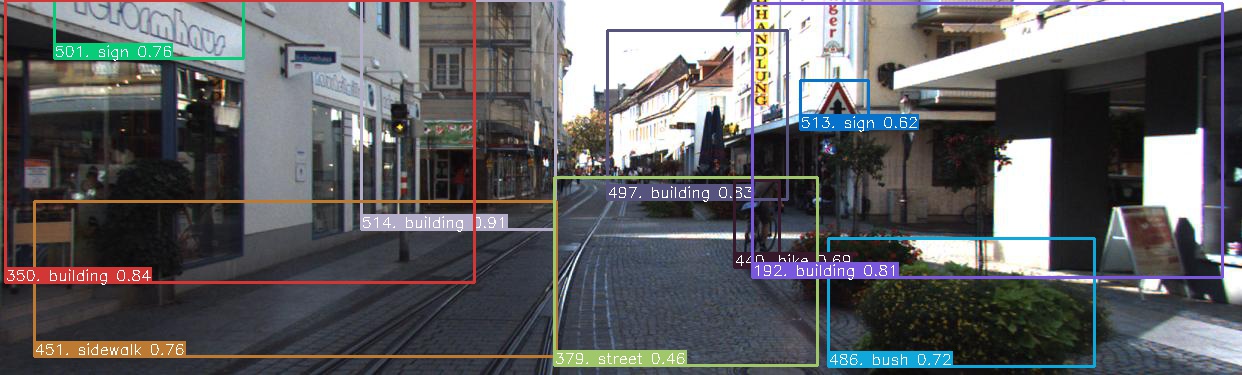 reformhaus
501. sign 0.76
Reformhaus
HANDLUNG
513. sign 0.62
497. building 0.83
514. building 0.91
440. bike 0.69
350. building 0.84
192. building 0.81
451. sidewalk 0.76
379. street 0.46
486. bush 0.72